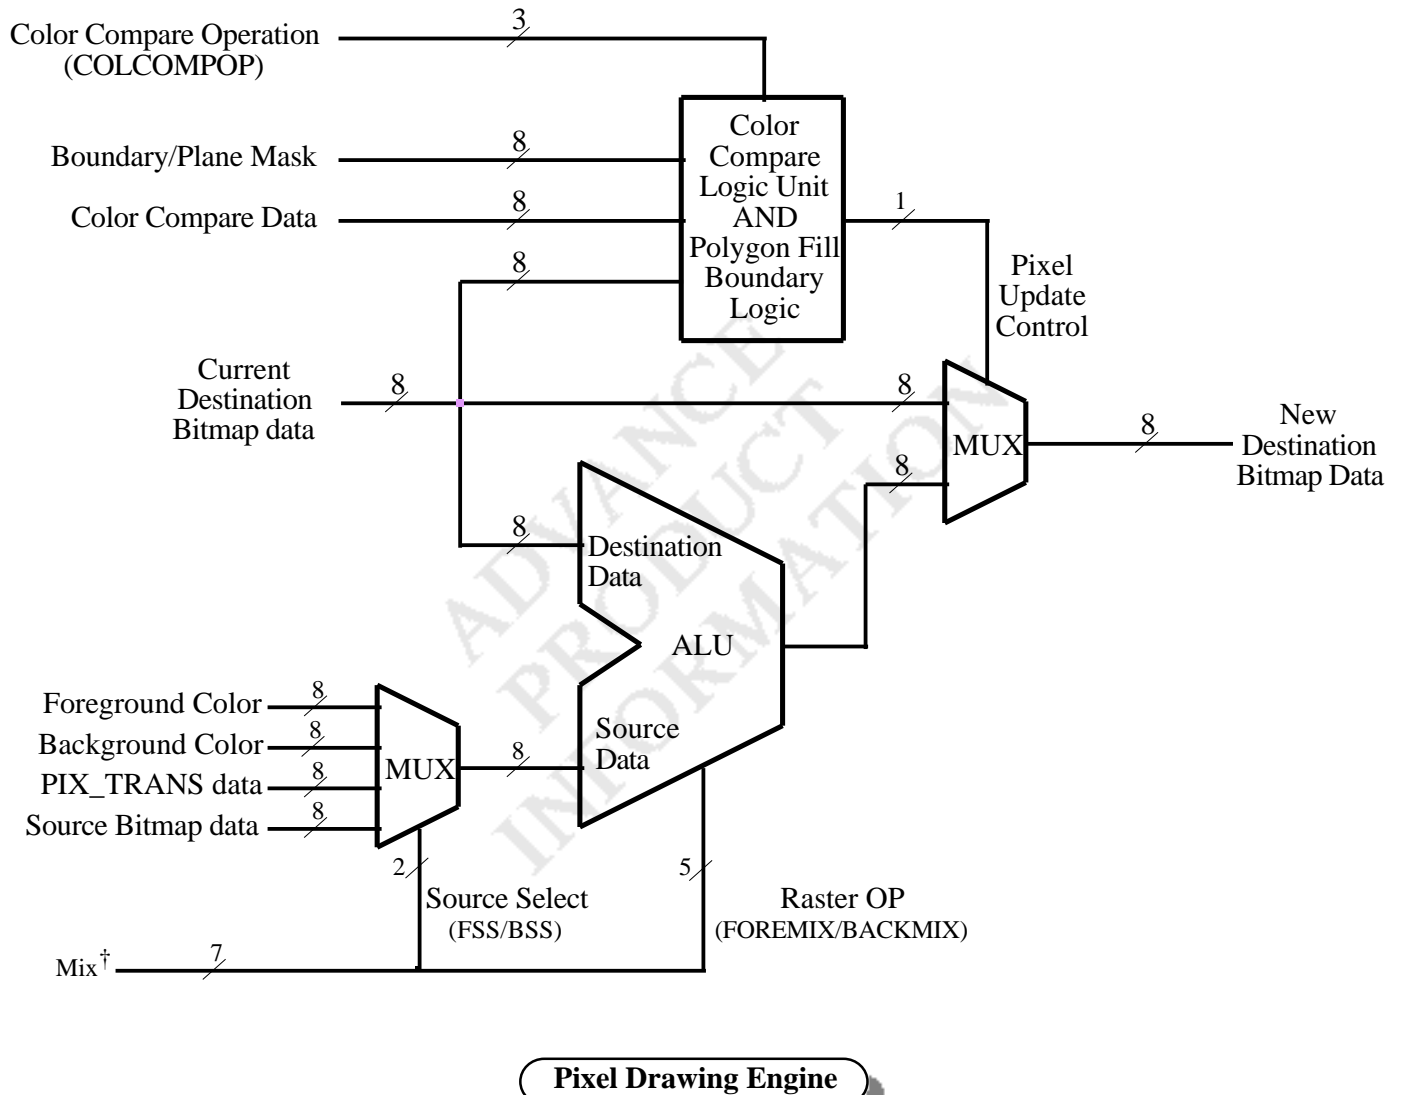 3
Color Compare Operation
(COLCOMPOP)
Color
Compare
Logic Unit
AND
Polygon Fill
Boundary
Logic
8
Boundary/Plane Mask
8
Color Compare Data
1
8
Pixel
Update
Control
Current
Destination
Bitmap data
8
8
MUX
8
8
New
Destination
Bitmap Data
8
Destination
Data
ALU
Source
Data
Foreground Color
8
Background Color
8
PIX_TRANS data
8
Source Bitmap data
8
MUX
8
2
Source Select
(FSS/BSS)
5
Raster OP
(FOREMIX/BACKMIX)
Mix†
7
ADVANCE
PRODUCT
INFORMATION
Pixel Drawing Engine